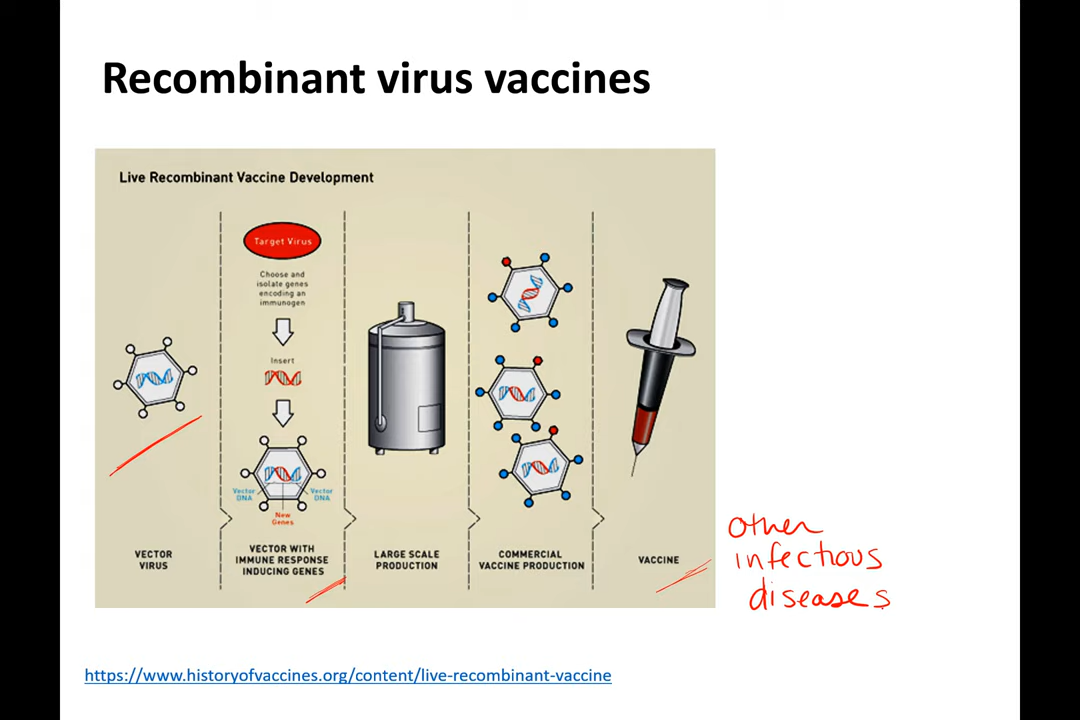 Recombinant virus vaccines
Live Recombinant Vaccine Development
Target Virus
Choose and
isolate genes
encoding an
immunogen
Insert
Vector
DNA
Vector
DNA
New
Genes
VECTOR
VIRUS
VECTOR WITH
IMMUNE RESPONSE
INDUCING GENES
LARGE SCALE
PRODUCTION
COMMERCIAL
VACCINE PRODUCTION
VACCINE
Other
infectious
diseases
https://www.historyofvaccines.org/content/live-recombinant-vaccine